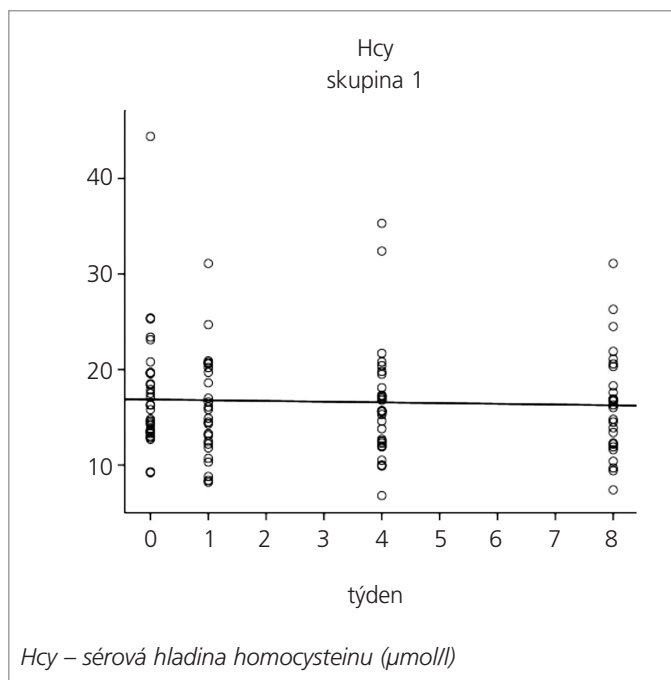 Hcy
skupina 1
40
30
20
10
0 1 2 3 4 5 6 7 8
týden
Hcy – sérová hladina homocysteinu (µmol/l)